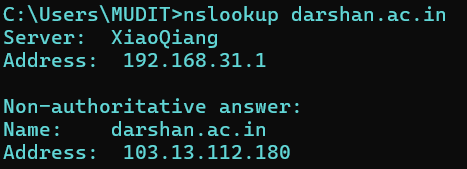 C:\Users\MUDIT>nslookup darshan.ac.in
Server:  XiaoQiang
Address:  192.168.31.1

Non-authoritative answer:
Name:    darshan.ac.in
Address:  103.13.112.180